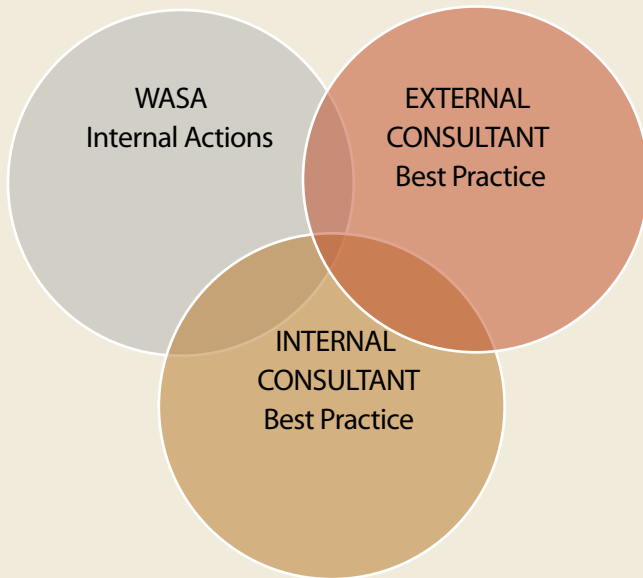 WASA
Internal Actions
EXTERNAL
CONSULTANT
Best Practice
INTERNAL
CONSULTANT
Best Practice